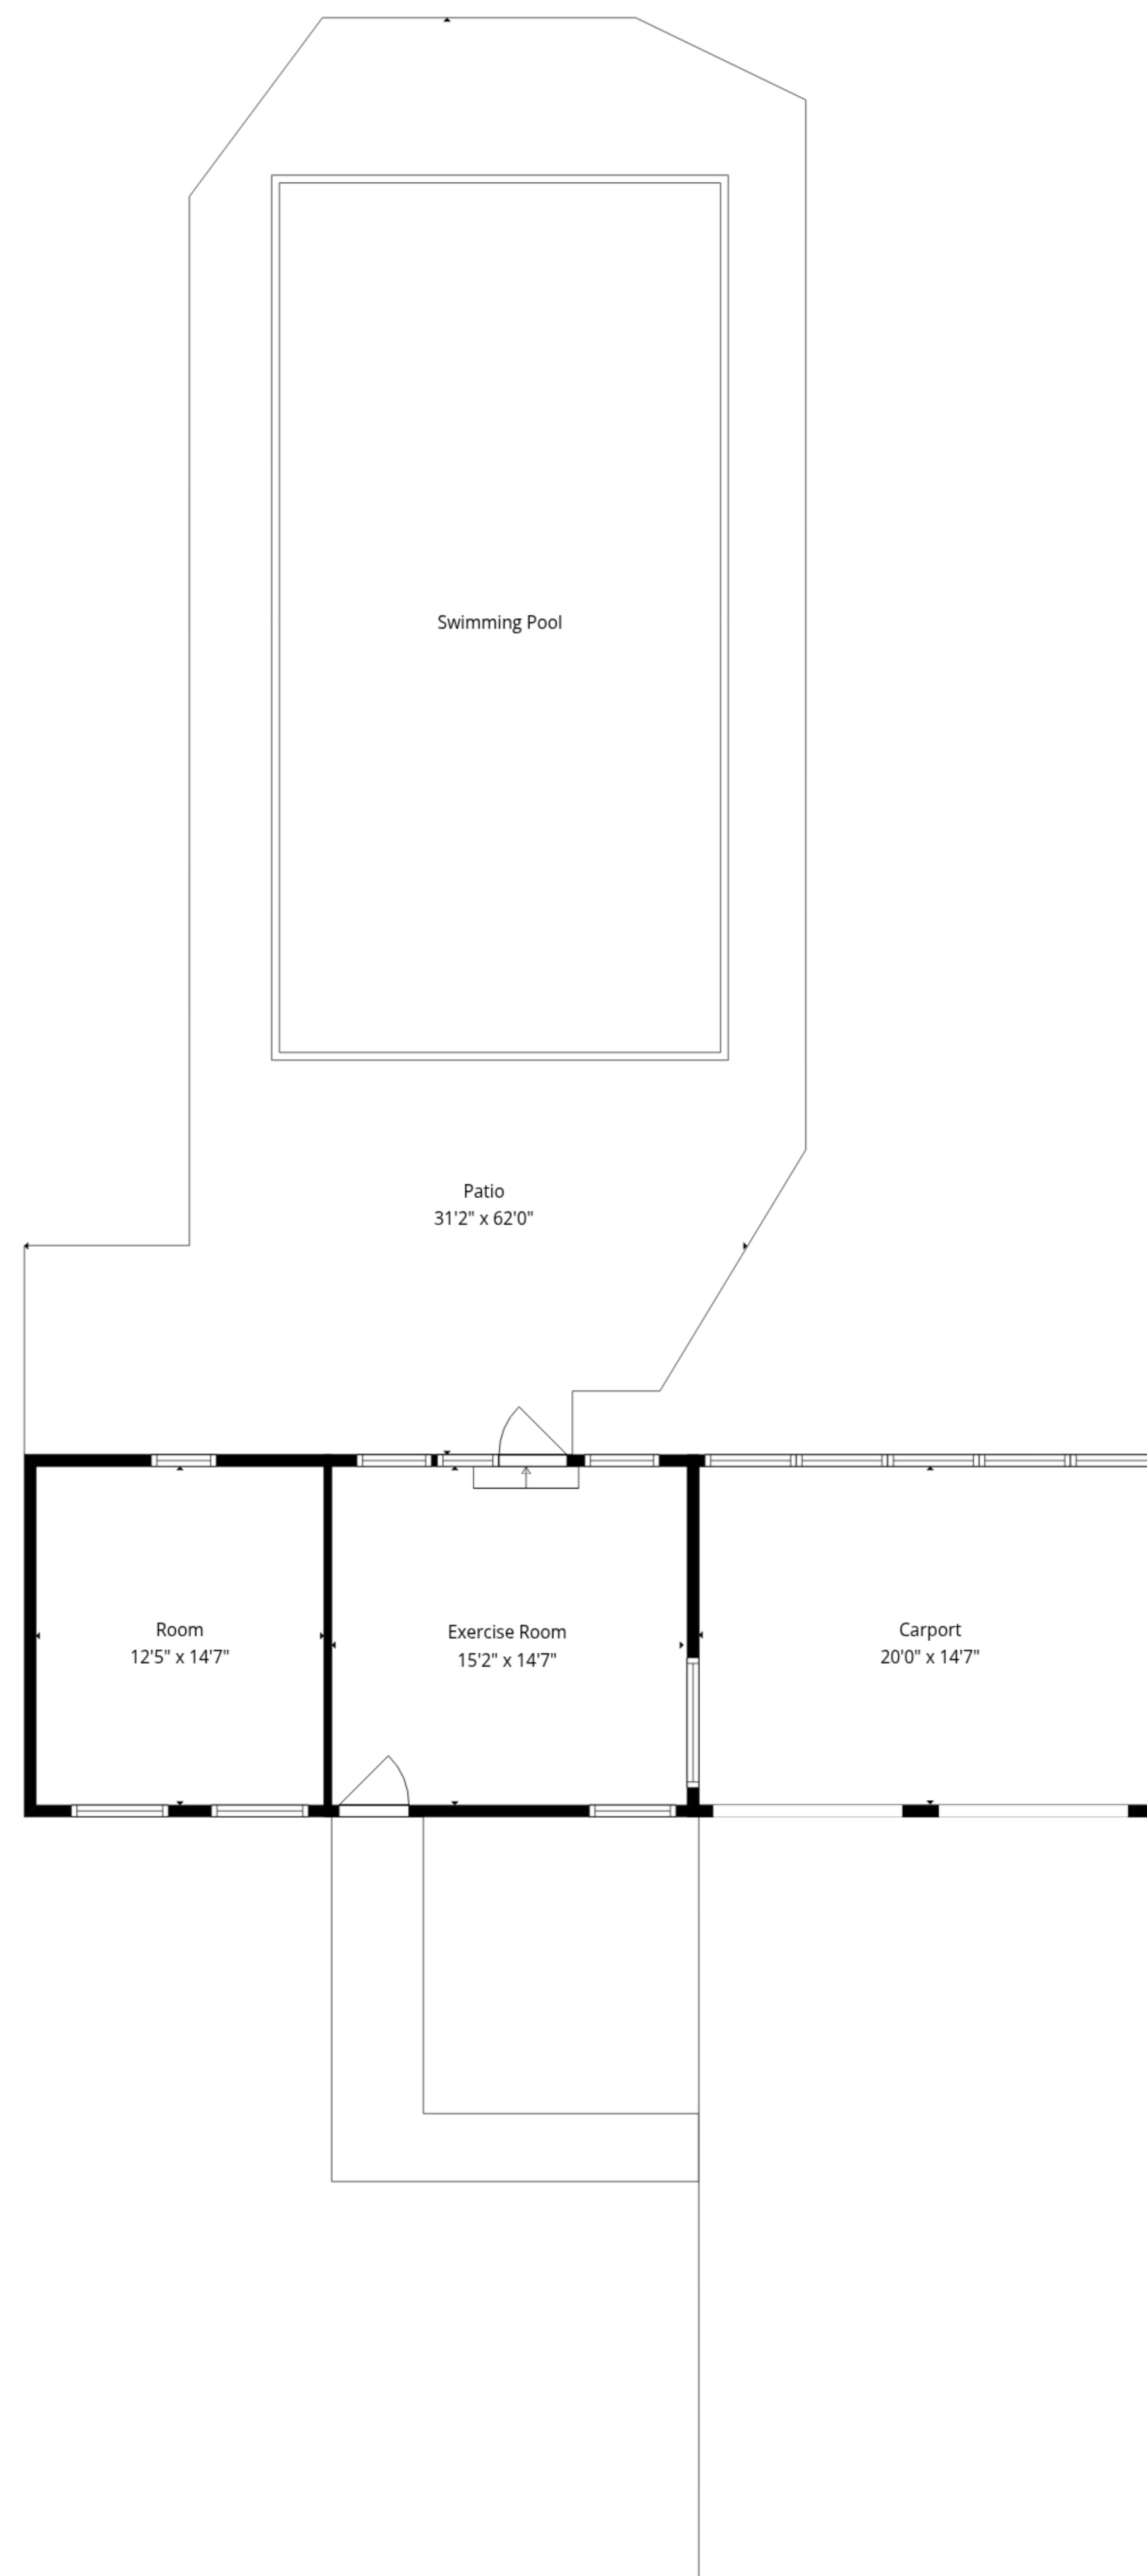 Swimming Pool
Patio
31'2" x 62'0"
Room
12'5" x 14'7"
Exercise Room
15'2" x 14'7"
Carport
20'0" x 14'7"